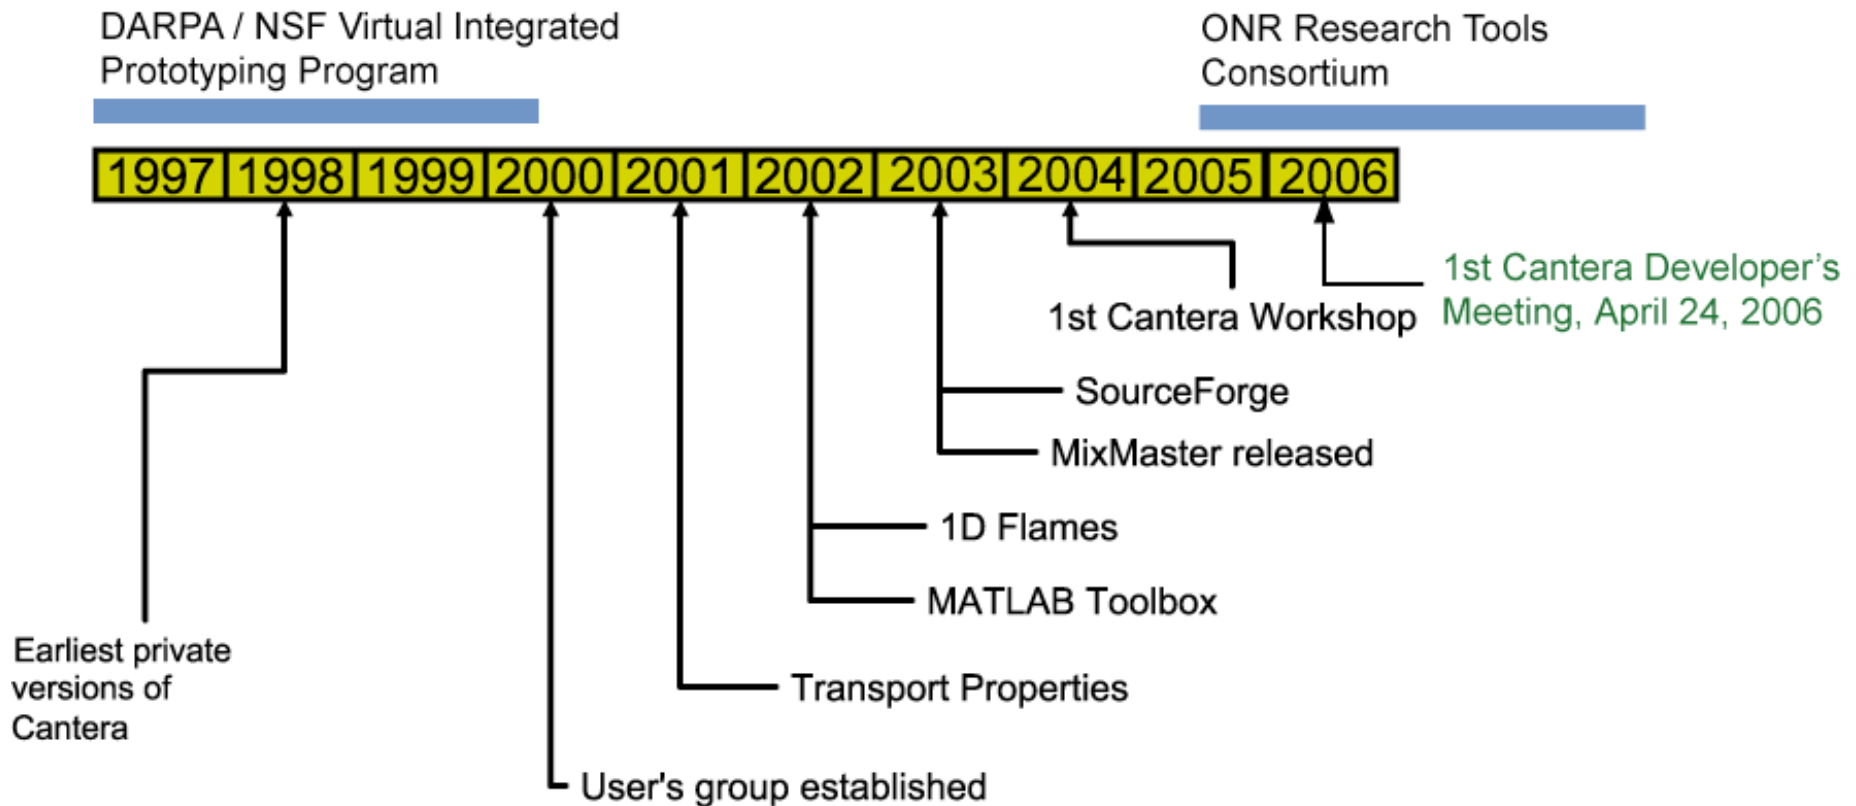 DARPA / NSF Virtual Integrated
Prototyping Program
ONR Research Tools
Consortium
1997 1998 1999 2000 2001 2002 2003 2004 2005 2006
1st Cantera Developer's
Meeting, April 24, 2006
1st Cantera Workshop
SourceForge
MixMaster released
1D Flames
MATLAB Toolbox
Earliest private
versions of
Cantera
Transport Properties
User's group established